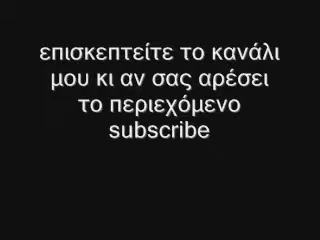 επισκεπτείτε το κανάλι
μου κι αν σας αρέσει
το περιεχόμενο
subscribe